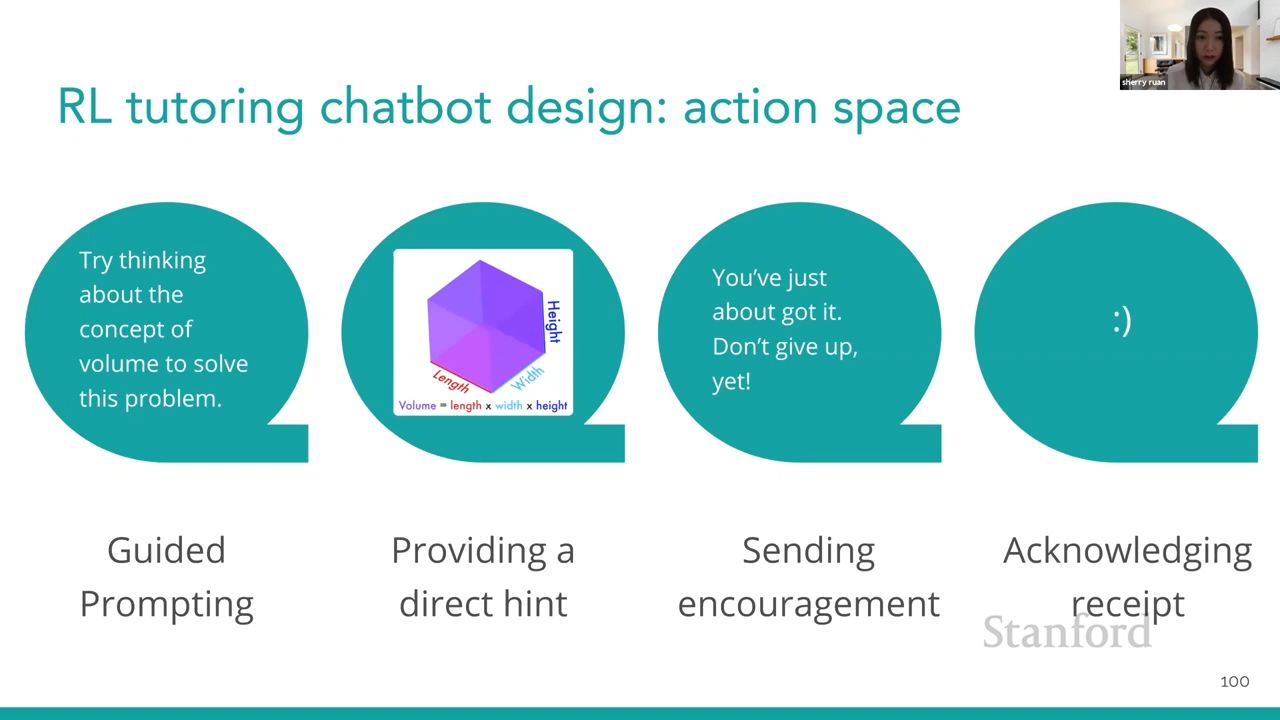 sherry ruan
RL tutoring chatbot design: action space
Try thinking
about the
concept of
volume to solve
this problem.
Height
Length
Width
Volume = length x width x height
You've just
about got it.
Don't give up,
yet!
:)
Guided
Prompting
Providing a
direct hint
Sending
encouragement
Acknowledging
receipt
Stanford
100